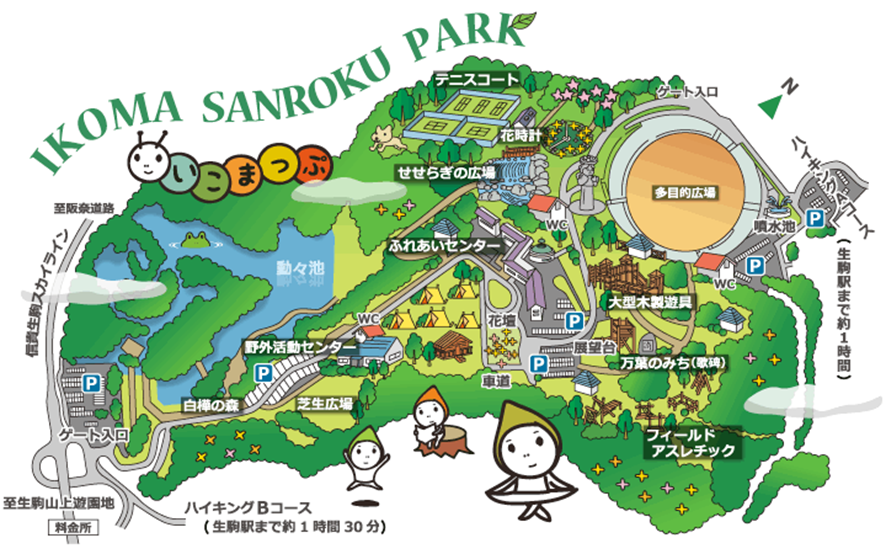 IKOMA SANROKU PARK
いこまっぷ
テニスコート
花時計
せせらぎの広場
ゲート入口
N
ハイキングAコース
(生駒駅まで約1時間)
多目的広場
噴水池
P
P
WC
WC
至阪奈道路
信貴生駒スカイライン
動々池
ふれあいセンター
大型木製遊具
花壇
P
展望台
P
万葉のみち(歌碑)
車道
WC
野外活動センター
P
P
白樺の森
芝生広場
フィールド
アスレチック
ゲート入口
至生駒山上遊園地
料金所
ハイキングBコース
(生駒駅まで約1時間30分)